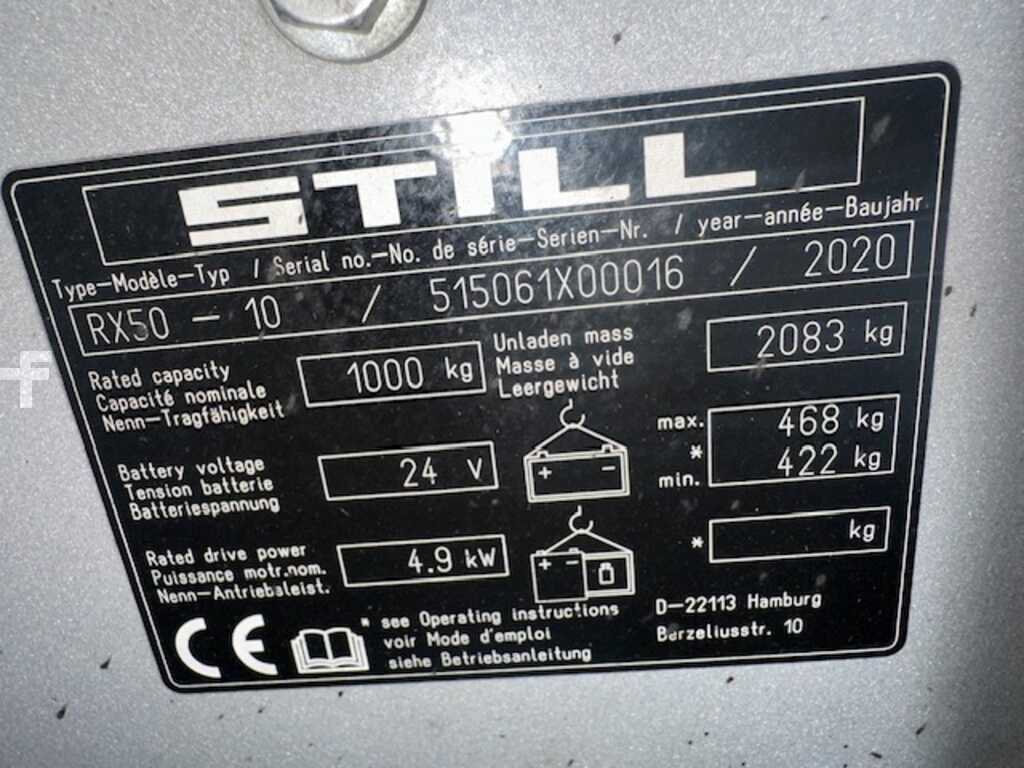 STILL
Type-Modèle-Typ / Serial no.-No. de série-Serien-Nr. / year-année-Baujahr
RX50 - 10 / 515061X00016 / 2020
Rated capacity
Capacité nominale
Nenn-Tragfähigkeit
1000 kg
Unladen mass
Masse à vide
Leergewicht
2083 kg
Battery voltage
Tension batterie
Batteriespannung
24 V
+ -
max. 468 kg
*
min. 422 kg
Rated drive power
Puissance motr.nom.
Nenn-Antriebsleist.
4.9 kW
+ -
* kg
CE
* see Operating instructions
voir Mode d'emploi
siehe Betriebsanleitung
D-22113 Hamburg
Berzeliusstr. 10